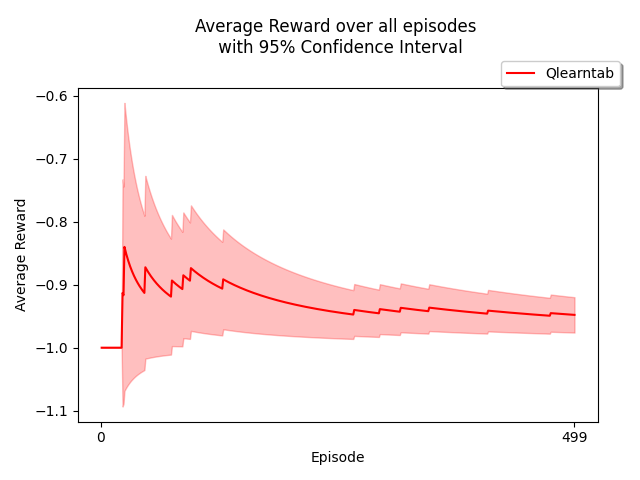 Average Reward over all episodes
with 95% Confidence Interval
Qlearntab
−0.6
−0.7
−0.8
−0.9
−1.0
−1.1
Average Reward
0
499
Episode